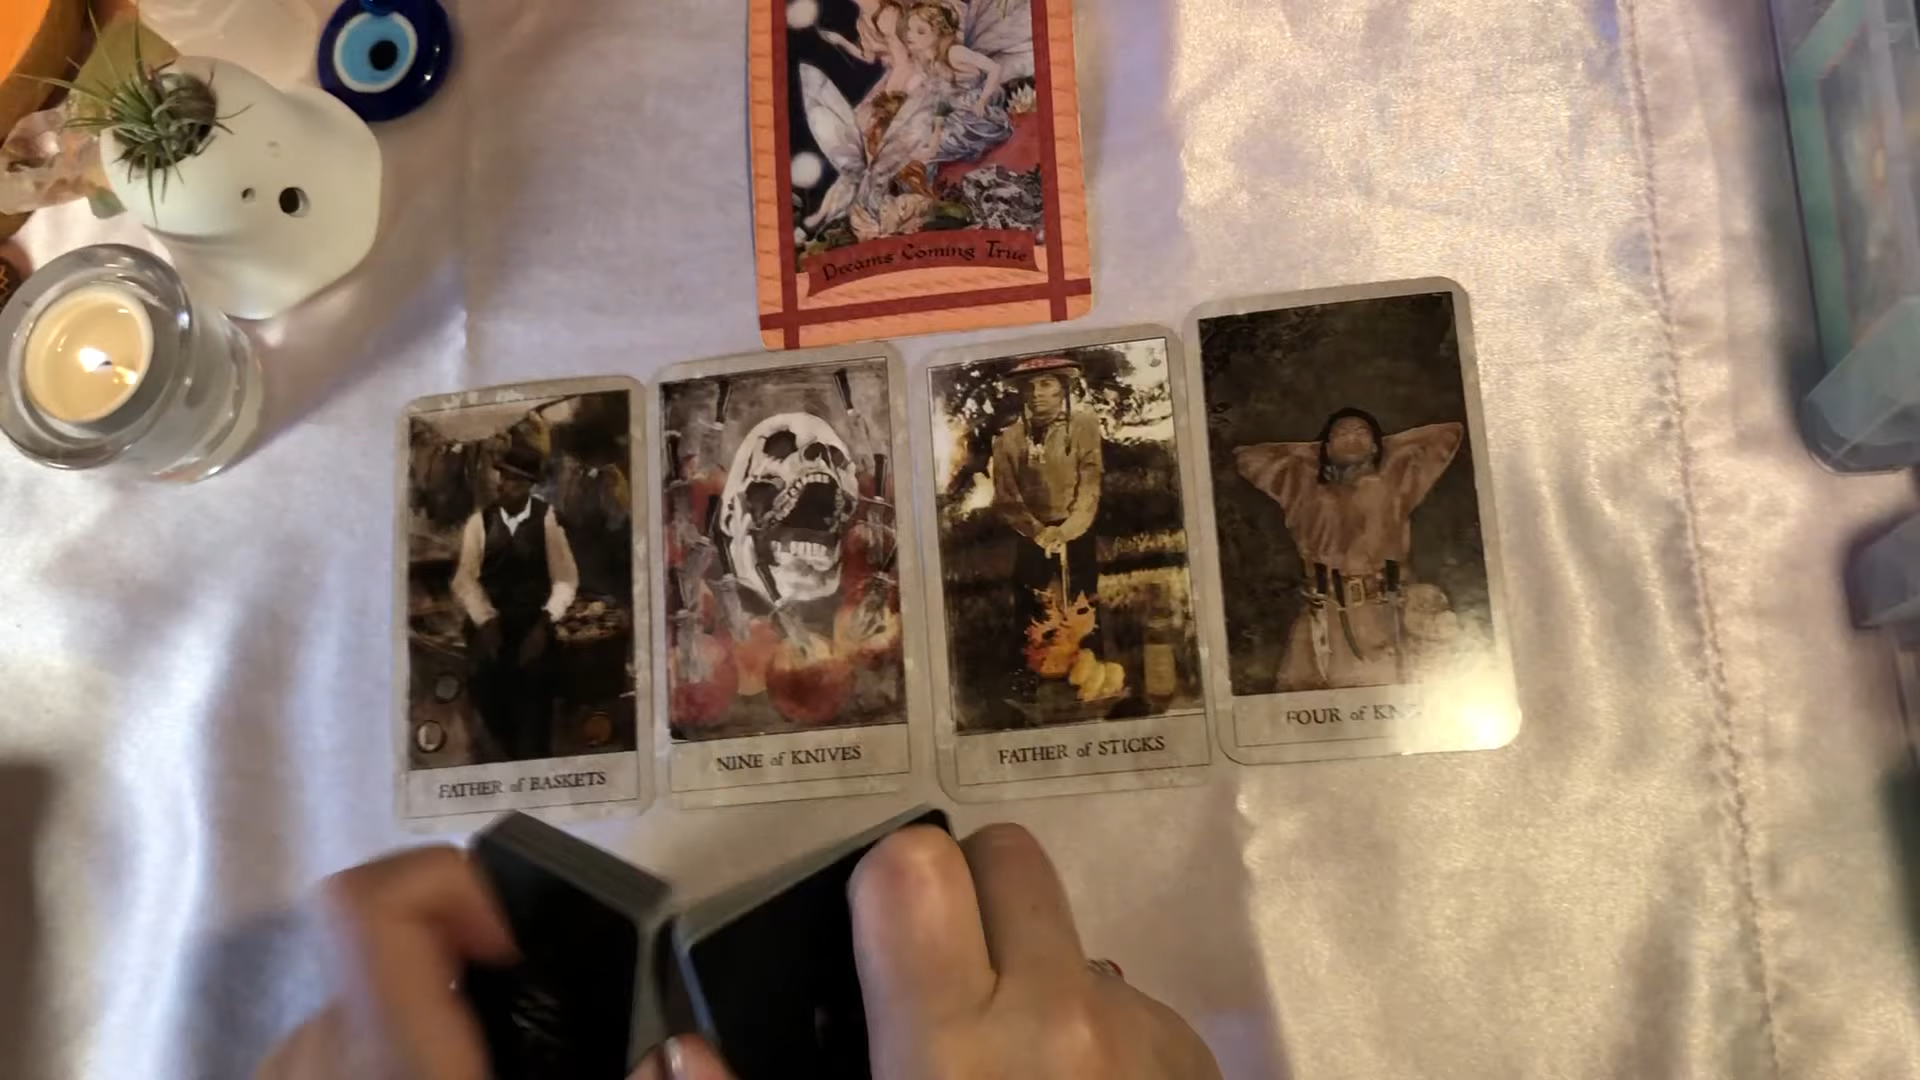 Dreams Coming True
FATHER of BASKETS
NINE of KNIVES
FATHER of STICKS
FOUR of